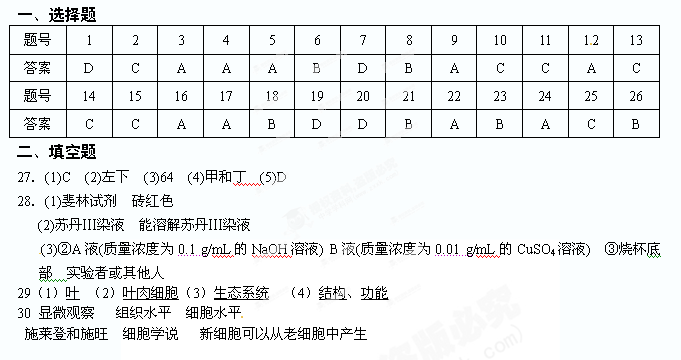 一、选择题
题号 1 2 3 4 5 6 7 8 9 10 11 1.2 13
答案 D C A A A B D B A C C A C
题号 14 15 16 17 18 19 20 21 22 23 24 25 26
答案 C C A A B D D B A B A C B
二、填空题
27. (1)C (2)左下 (3)64 (4)甲和丁 (5)D
28. (1)斐林试剂 砖红色
(2)苏丹III染液 能溶解苏丹III染液
(3)②A 液(质量浓度为 0.1 g/mL 的 NaOH 溶液) B 液(质量浓度为 0.01 g/mL 的 CuSO4 溶液) ③烧杯底
部 实验者或其他人
29（1）叶 （2）叶肉细胞（3）生态系统 （4）结构、功能
30 显微观察 组织水平 细胞水平.
施莱登和施旺 细胞学说 新细胞可以从老细胞中产生